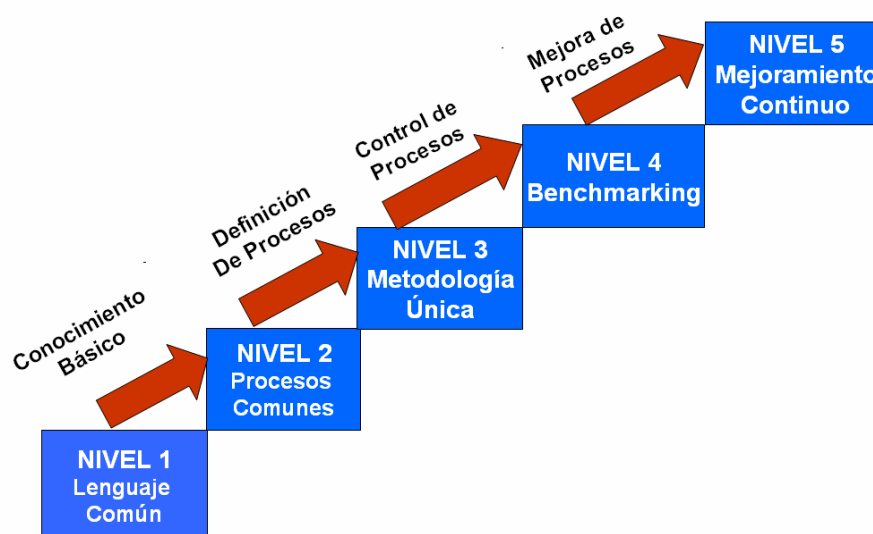 Conocimiento
Básico
Definición
De Procesos
Control de
Procesos
Mejora de
Procesos
NIVEL 1
Lenguaje
Común
NIVEL 2
Procesos
Comunes
NIVEL 3
Metodología
Única
NIVEL 4
Benchmarking
NIVEL 5
Mejoramiento
Continuo